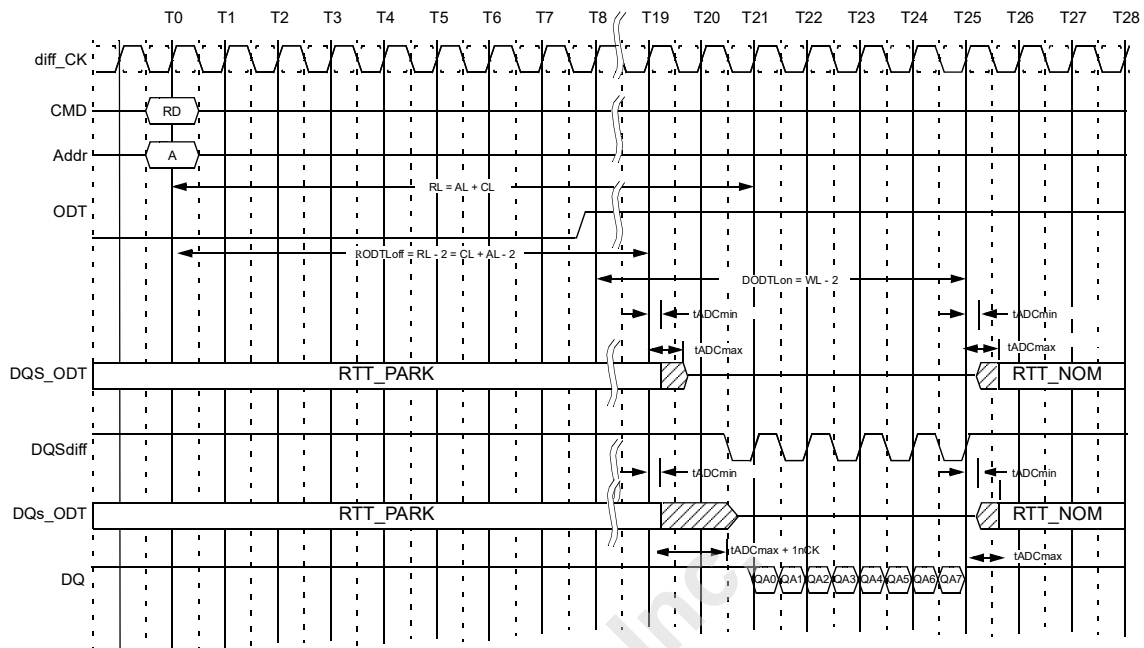 T0 T1 T2 T3 T4 T5 T6 T7 T8 T19 T20 T21 T22 T23 T24 T25 T26 T27 T28
diff_CK
CMD RD
Addr A
RL = AL + CL
ODT
RODTLoff = RL - 2 = CL + AL - 2
DODTLon = WL - 2
tADCmin tADCmin
tADCmax tADCmax
DQS_ODT RTT_PARK RTT_NOM
DQSdiff
tADCmin tADCmin
DQs_ODT RTT_PARK RTT_NOM
tADCmax + 1nCK tADCmax
DQ QA0 QA1 QA2 QA3 QA4 QA5 QA6 QA7
Inc.